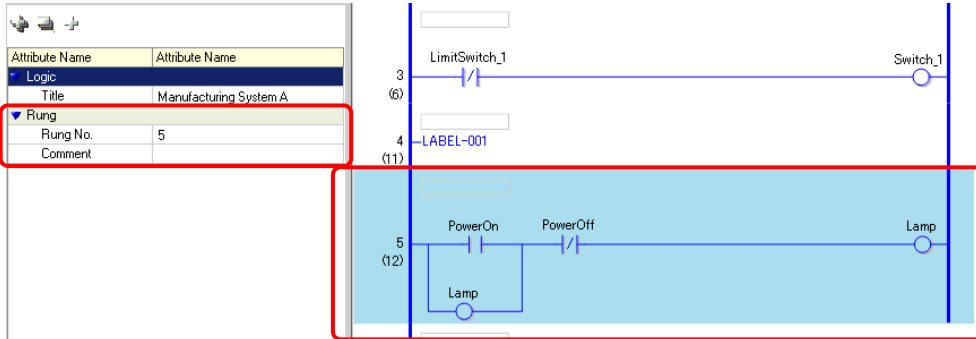 Attribute Name Attribute Name
Logic
Title Manufacturing System A
Rung
Rung No. 5
Comment
LimitSwitch_1 Switch_1
3
(6)
4 LABEL-001
(11)
PowerOn PowerOff Lamp
5
(12)
Lamp